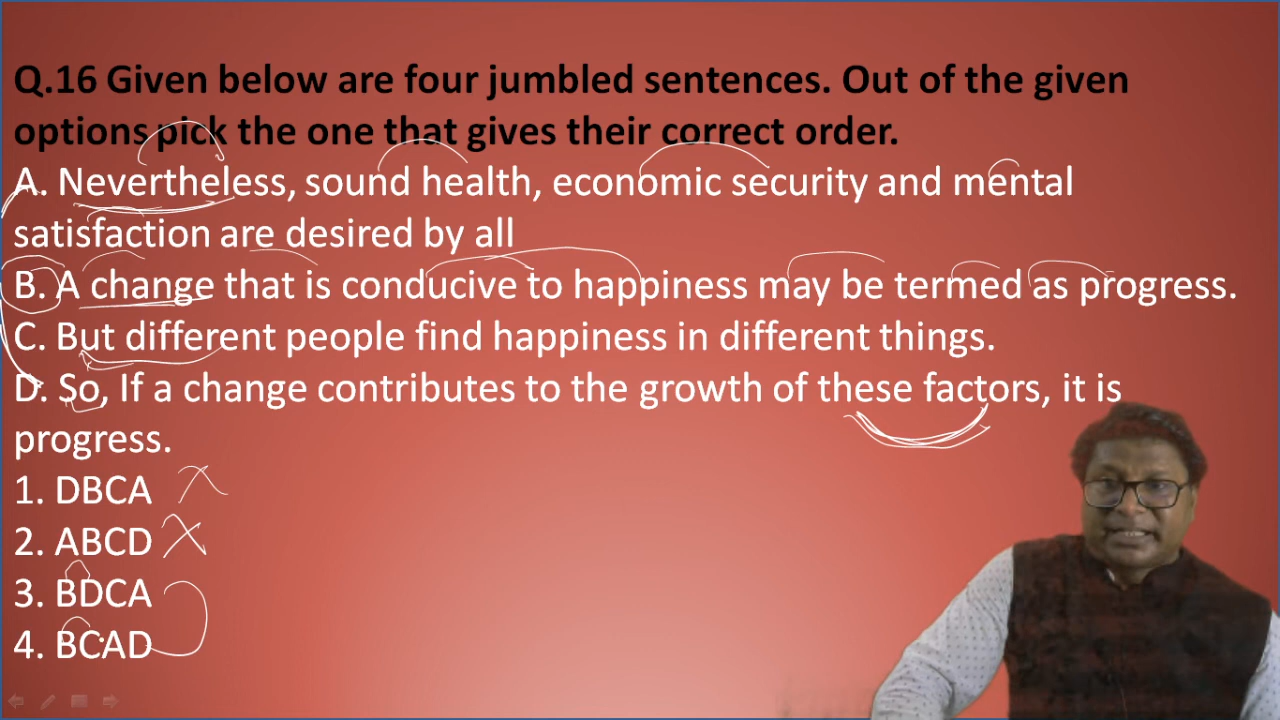 Q.16 Given below are four jumbled sentences. Out of the given
options pick the one that gives their correct order.
A. Nevertheless, sound health, economic security and mental
satisfaction are desired by all
B. A change that is conducive to happiness may be termed as progress.
C. But different people find happiness in different things.
D. So, If a change contributes to the growth of these factors, it is
progress.
1. DBCA
2. ABCD
3. BDCA
4. BCAD